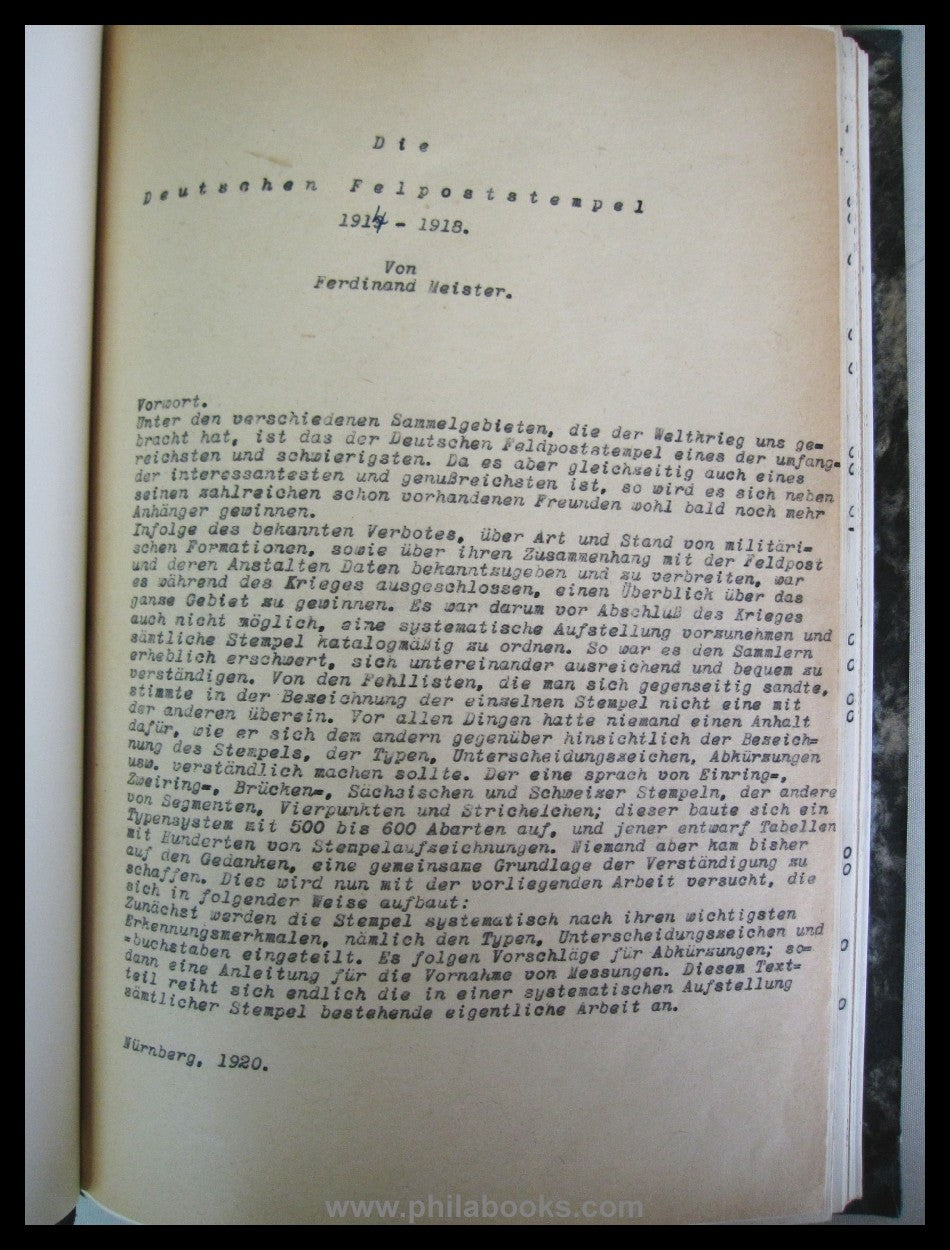 Die
Deutschen Felpoststempel
1914 - 1918.
Von
Ferdinand Meister.
Vorwort.
Unter den verschiedenen Sammelgebieten, die der Weltkrieg uns ge=
bracht hat, ist das der Deutschen Feldpoststempel eines der umfang=
reichsten und schwierigsten. Da es aber gleichzeitig auch eines
der interessantesten und genußreichsten ist, so wird es sich neben
seinen zahlreichen schon vorhandenen Freunden wohl bald noch mehr
Anhänger gewinnen.
Infolge des bekannten Verbotes, über Art und Stand von militäri=
schen Formationen, sowie über ihren Zusammenhang mit der Feldpost
und deren Anstalten Daten bekanntzugeben und zu verbreiten, war
es während des Krieges ausgeschlossen, einen Überblick über das
ganze Gebiet zu gewinnen. Es war darum vor Abschluß des Krieges
auch nicht möglich, eine systematische Aufstellung vorzunehmen und
sämtliche Stempel katalogmäßig zu ordnen. So war es den Sammlern
erheblich erschwert, sich untereinander ausreichend und bequem zu
verständigen. Von den Fehllisten, die man sich gegenseitig sandte,
stimmte in der Bezeichnung der einzelnen Stempel nicht eine mit
der anderen überein. Vor allen Dingen hatte niemand einen Anhalt
dafür, wie er sich dem andern gegenüber hinsichtlich der Bezeich=
nung des Stempels, der Typen, Unterscheidungszeichen, Abkürzungen
usw. verständlich machen sollte. Der eine sprach von Einring=,
Zweiring=, Brücken=, Sächsischen und Schweizer Stempeln, der andere
von Segmenten, Vierpunkten und Strichelchen; dieser baute sich ein
Typensystem mit 500 bis 600 Abarten auf, und jener entwarf Tabellen
mit Hunderten von Stempelaufzeichnungen. Niemand aber kam bisher
auf den Gedanken, eine gemeinsame Grundlage der Verständigung zu
schaffen. Dies wird nun mit der vorliegenden Arbeit versucht, die
sich in folgender Weise aufbaut:
Zunächst werden die Stempel systematisch nach ihren wichtigsten
Erkennungsmerkmalen, nämlich den Typen, Unterscheidungszeichen und
=buchstaben eingeteilt. Es folgen Vorschläge für Abkürzungen; so=
dann eine Anleitung für die Vornahme von Messungen. Diesem Text=
teil reiht sich endlich die in einer systematischen Aufstellung
sämtlicher Stempel bestehende eigentliche Arbeit an.
Nürnberg, 1920.
www.philabooks.com